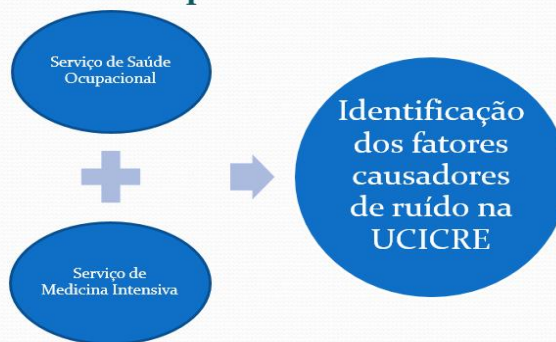 Serviço de Saúde
Ocupacional
Identificação
dos fatores
causadores
de ruído na
UCICRE
Serviço de
Medicina Intensiva